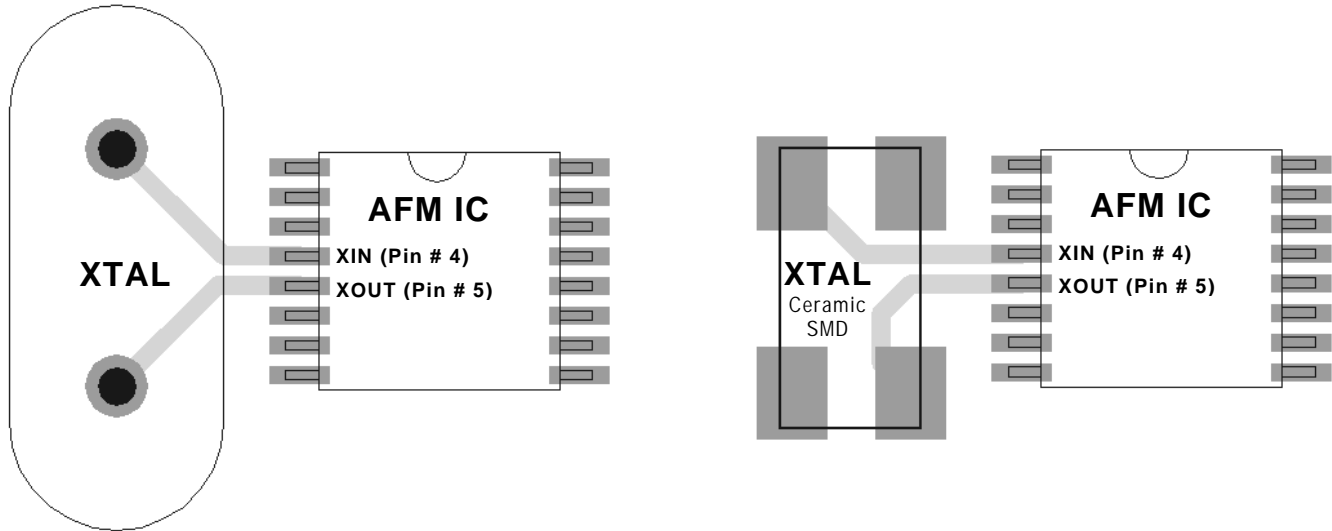 XTAL
AFM IC
XIN (Pin # 4)
XOUT (Pin # 5)
XTAL
Ceramic
SMD
AFM IC
XIN (Pin # 4)
XOUT (Pin # 5)